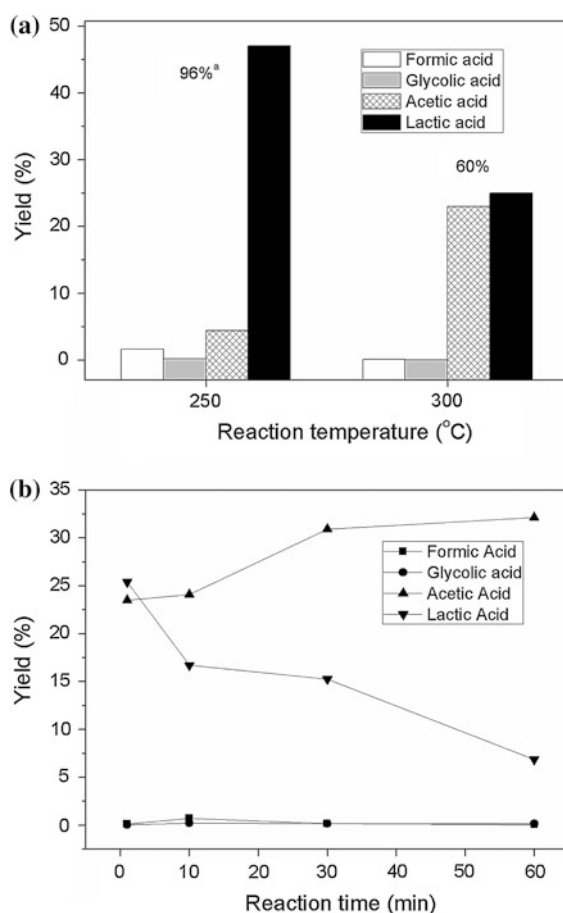 (a)
50
40
30
20
10
0
Yield (%)
96%a
60%
Formic acid
Glycolic acid
Acetic acid
Lactic acid
250
300
Reaction temperature (oC)
(b)
35
30
25
20
15
10
5
0
Yield (%)
Formic Acid
Glycolic acid
Acetic Acid
Lactic Acid
0
10
20
30
40
50
60
Reaction time (min)